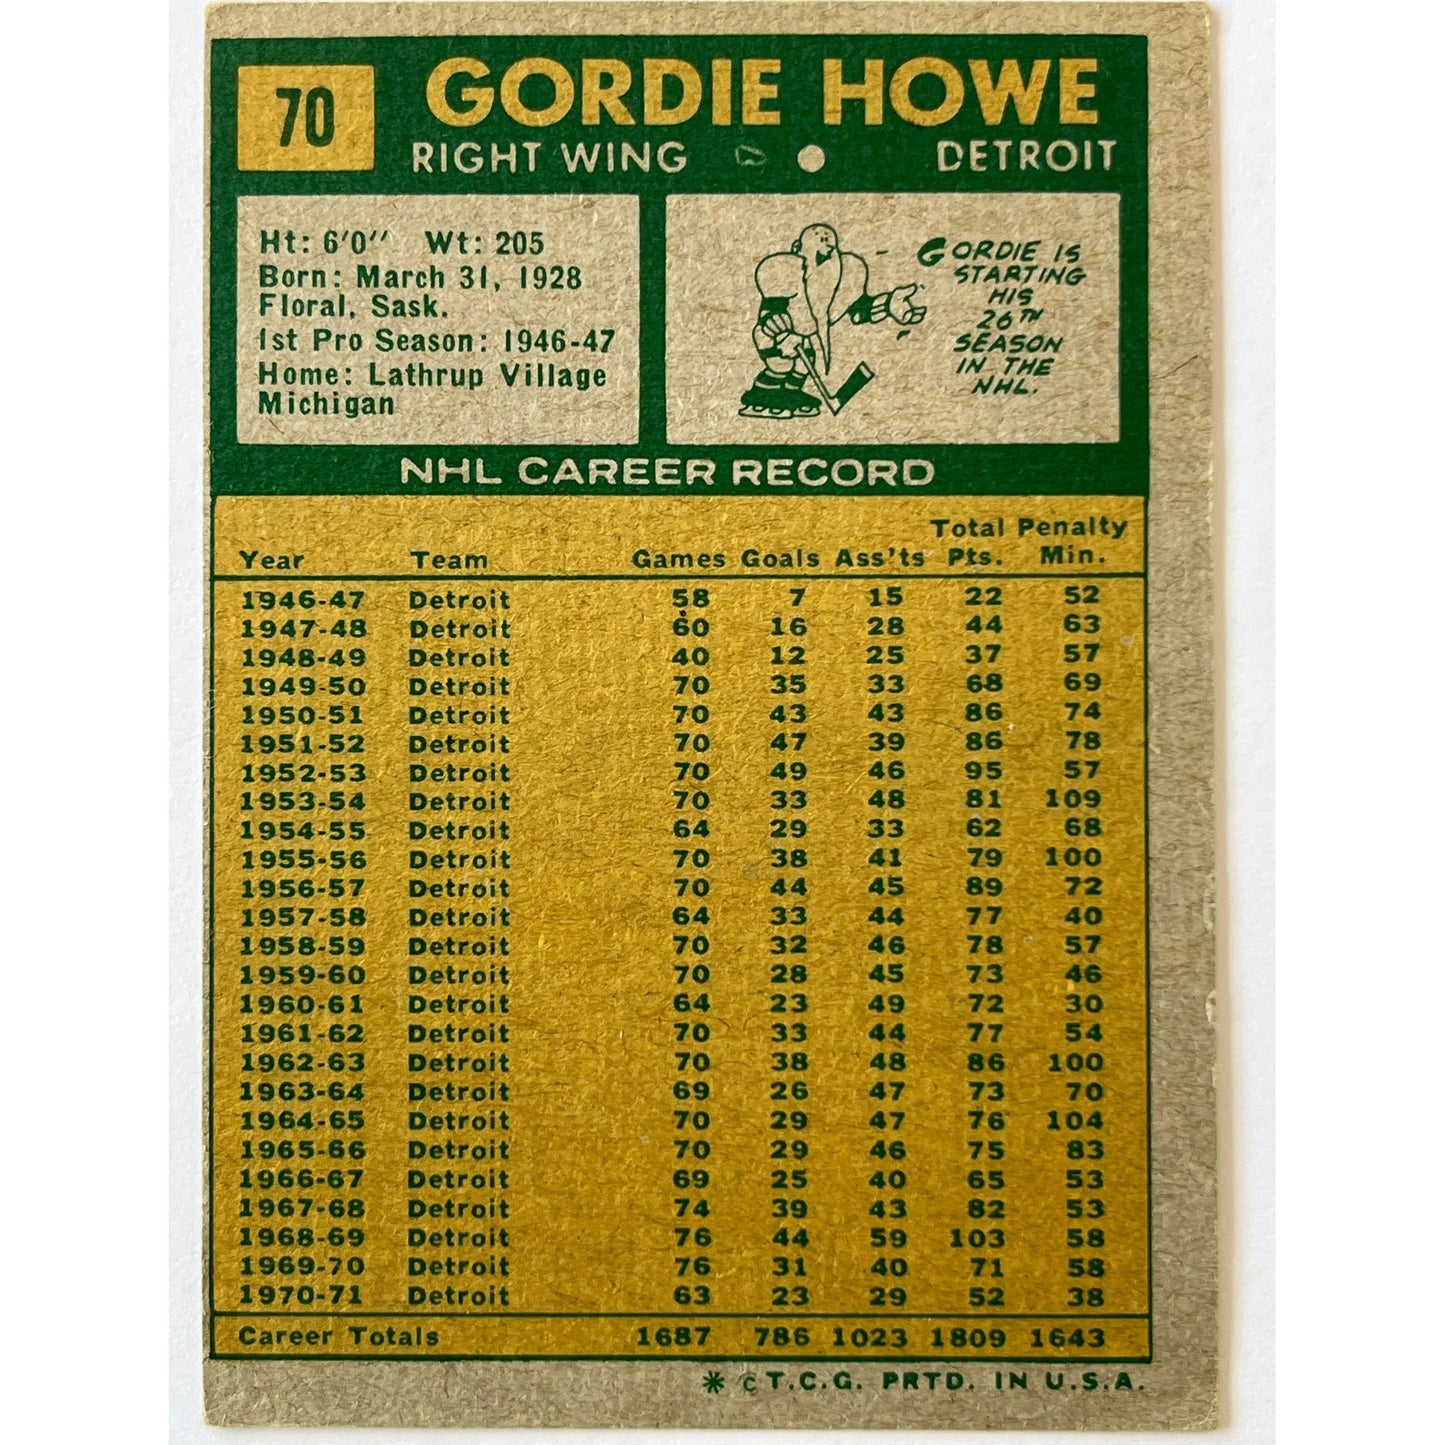 70 GORDIE HOWE
RIGHT WING • DETROIT
Ht: 6'0" Wt: 205
Born: March 31, 1928
Floral, Sask.
1st Pro Season: 1946-47
Home: Lathrup Village
Michigan
GORDIE IS
STARTING
HIS
26TH
SEASON
IN THE
NHL.
NHL CAREER RECORD
Total Penalty
Year Team Games Goals Ass'ts Pts. Min.
1946-47 Detroit 58 7 15 22 52
1947-48 Detroit 60 16 28 44 63
1948-49 Detroit 40 12 25 37 57
1949-50 Detroit 70 35 33 68 69
1950-51 Detroit 70 43 43 86 74
1951-52 Detroit 70 47 39 86 78
1952-53 Detroit 70 49 46 95 57
1953-54 Detroit 70 33 48 81 109
1954-55 Detroit 64 29 33 62 68
1955-56 Detroit 70 38 41 79 100
1956-57 Detroit 70 44 45 89 72
1957-58 Detroit 64 33 44 77 40
1958-59 Detroit 70 32 46 78 57
1959-60 Detroit 70 28 45 73 46
1960-61 Detroit 64 23 49 72 30
1961-62 Detroit 70 33 44 77 54
1962-63 Detroit 70 38 48 86 100
1963-64 Detroit 69 26 47 73 70
1964-65 Detroit 70 29 47 76 104
1965-66 Detroit 70 29 46 75 83
1966-67 Detroit 69 25 40 65 53
1967-68 Detroit 74 39 43 82 53
1968-69 Detroit 76 44 59 103 58
1969-70 Detroit 76 31 40 71 58
1970-71 Detroit 63 23 29 52 38
Career Totals 1687 786 1023 1809 1643
* © T.C.G. PRTD. IN U.S.A.